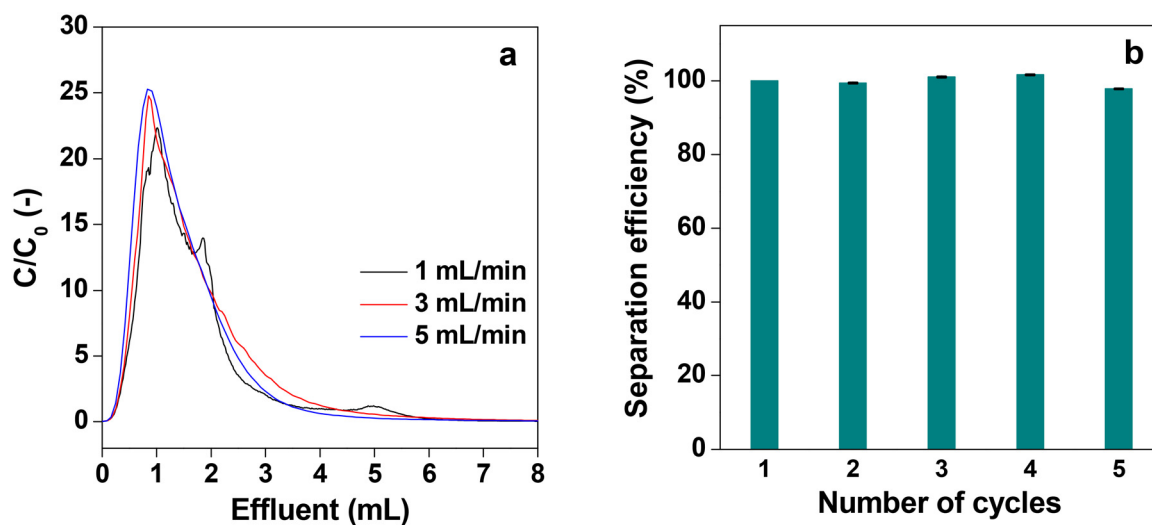 a
30
25
20
15
10
5
0
C/C₀ (-)
1 mL/min
3 mL/min
5 mL/min
0 1 2 3 4 5 6 7 8
Effluent (mL)
b
100
80
60
40
20
0
Separation efficiency (%)
1 2 3 4 5
Number of cycles